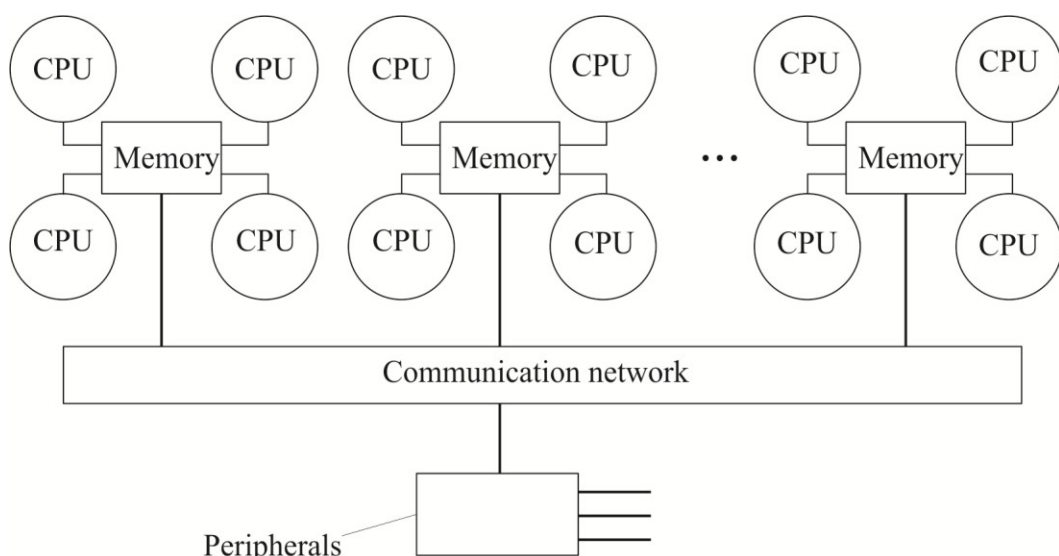 CPU CPU CPU CPU CPU CPU
Memory Memory ... Memory
CPU CPU CPU CPU CPU CPU
Communication network
Peripherals